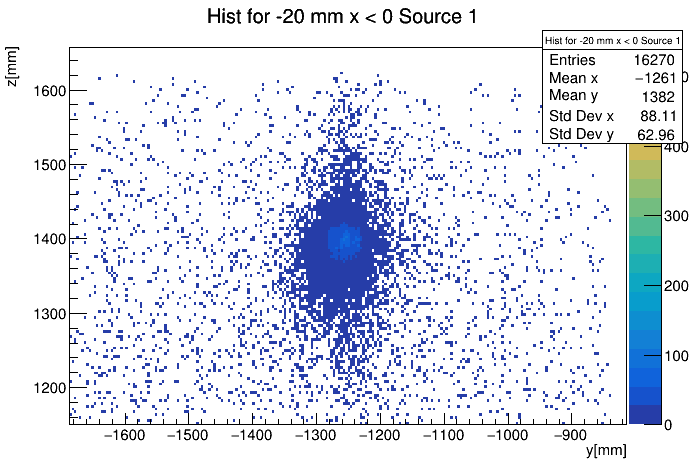 Hist for -20 mm x < 0 Source 1
z[mm]
Hist for -20 mm x < 0 Source 1
Entries 16270
Mean x −1261
Mean y 1382
Std Dev x 88.11
Std Dev y 62.96
1600
1500
1400
1300
1200
0
400
300
200
100
0
−1600 −1500 −1400 −1300 −1200 −1100 −1000 −900
y[mm]